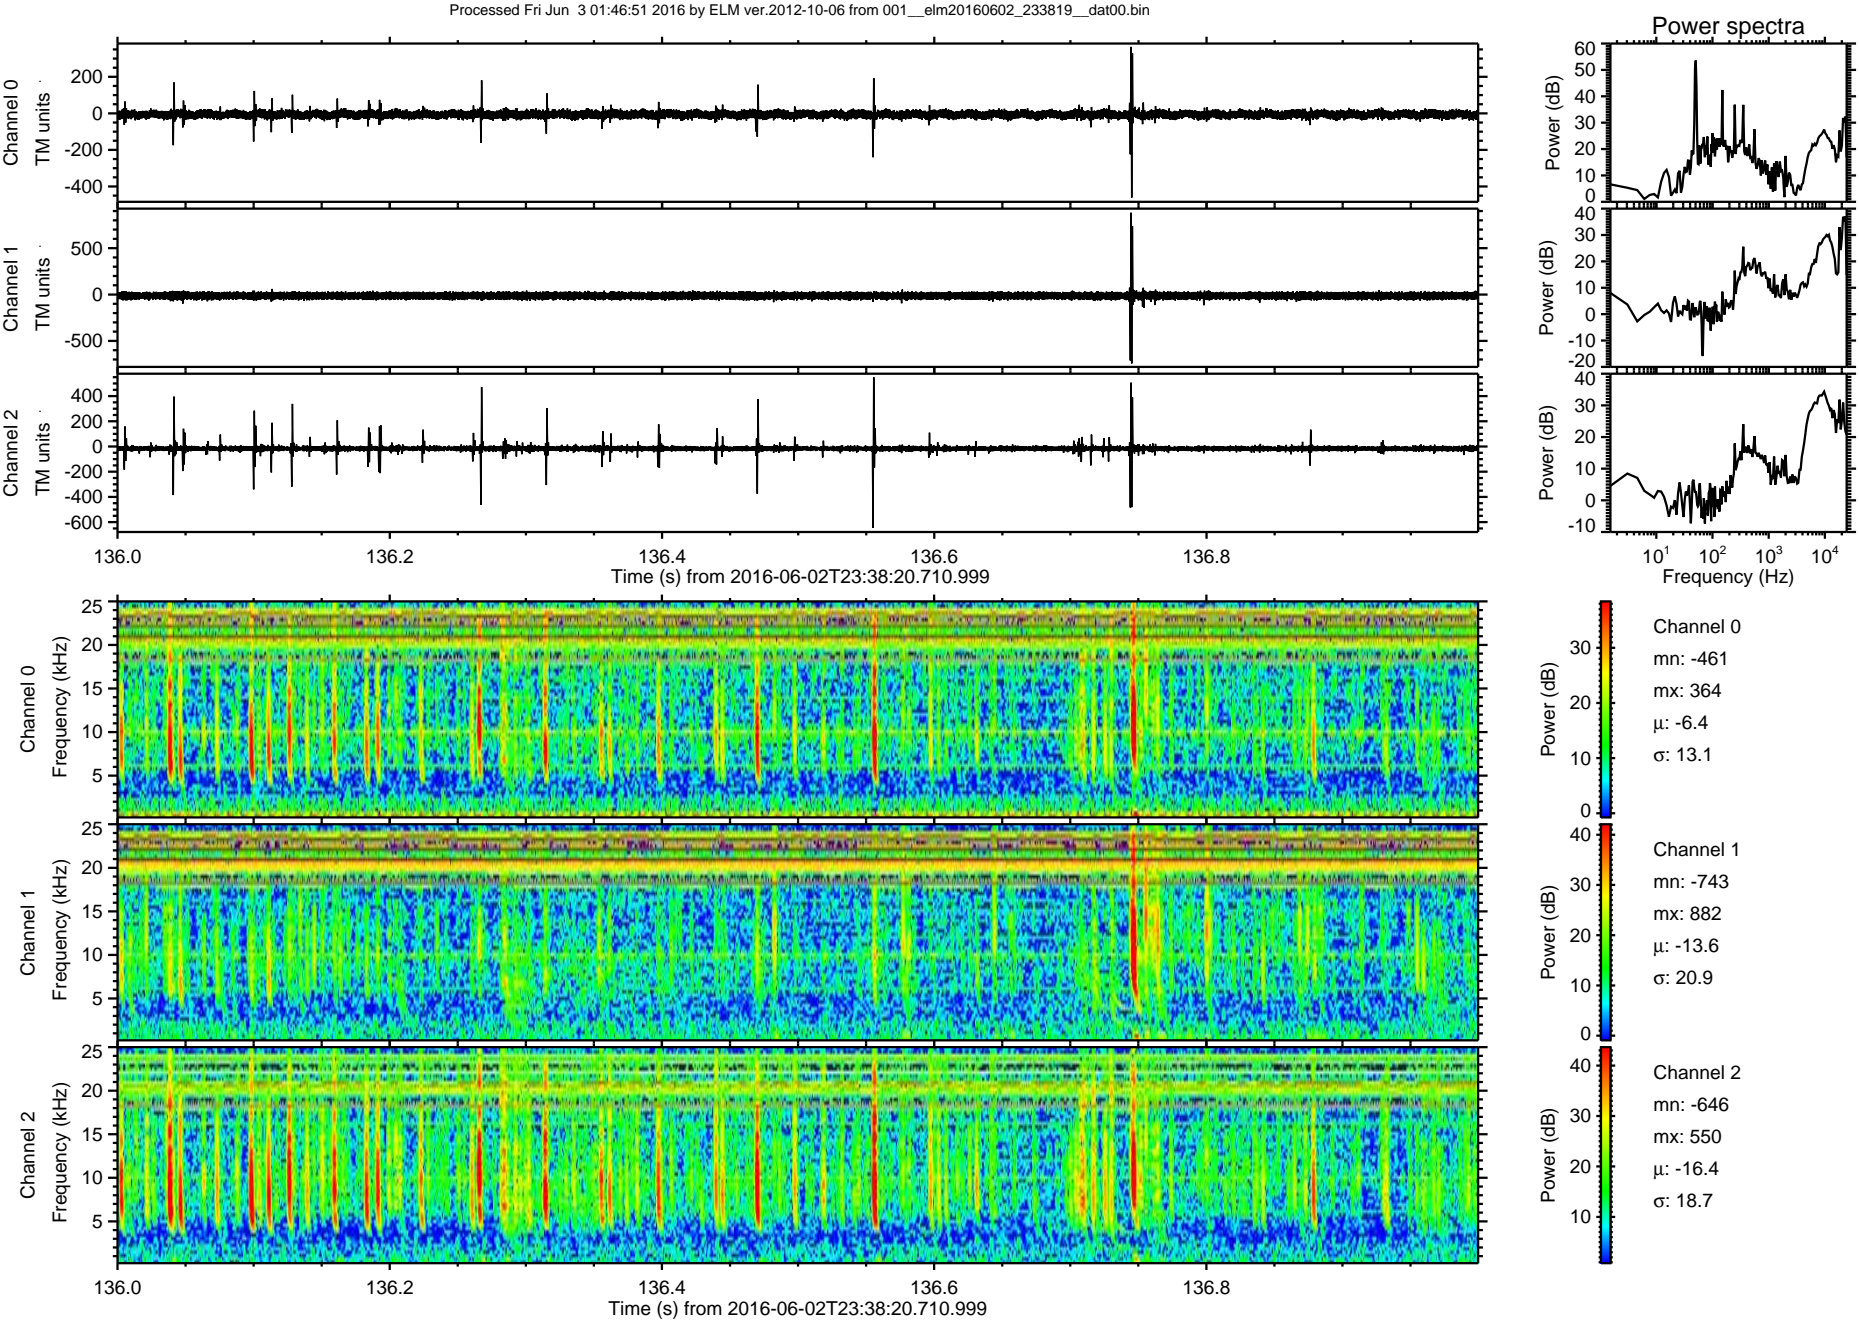 Processed Fri Jun  3 01:46:51 2016 by ELM ver.2012-10-06 from 001__elm20160602_233819__dat00.bin
Power spectra
Channel 0
TM units
200
0
-200
-400
Power (dB)
60
50
40
30
20
10
0
Channel 1
TM units
500
0
-500
Power (dB)
40
30
20
10
0
-10
-20
Channel 2
TM units
400
200
0
-200
-400
-600
Power (dB)
40
30
20
10
0
-10
136.0 136.2 136.4 136.6 136.8
Time (s) from 2016-06-02T23:38:20.710.999
10^1 10^2 10^3 10^4
Frequency (Hz)
Channel 0
Frequency (kHz)
25
20
15
10
5
Power (dB)
30
20
10
0
Channel 0
mn: -461
mx: 364
µ: -6.4
σ: 13.1
Channel 1
Frequency (kHz)
25
20
15
10
5
Power (dB)
40
30
20
10
0
Channel 1
mn: -743
mx: 882
µ: -13.6
σ: 20.9
Channel 2
Frequency (kHz)
25
20
15
10
5
Power (dB)
40
30
20
10
Channel 2
mn: -646
mx: 550
µ: -16.4
σ: 18.7
136.0 136.2 136.4 136.6 136.8
Time (s) from 2016-06-02T23:38:20.710.999